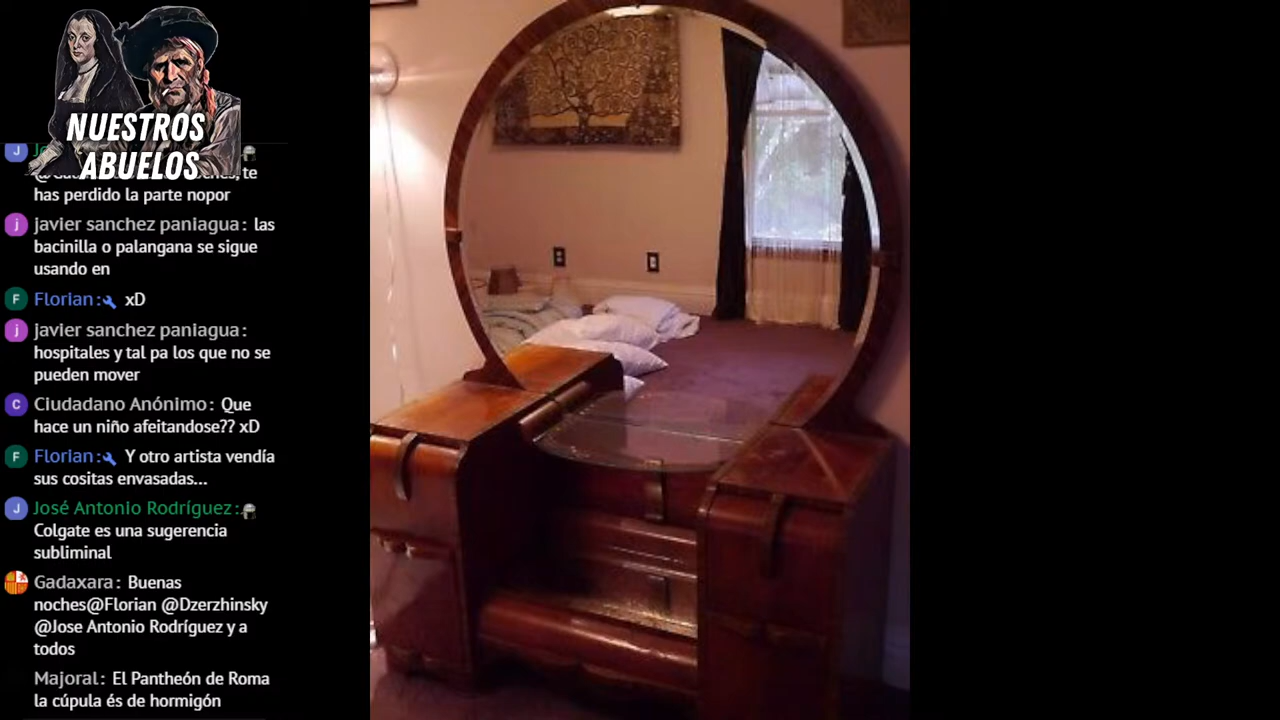 NUESTROS
ABUELOS
has perdido la parte nopor
javier sanchez paniagua: las
bacinilla o palangana se sigue
usando en
Florian: xD
javier sanchez paniagua:
hospitales y tal pa los que no se
pueden mover
Ciudadano Anónimo: Que
hace un niño afeitandose?? xD
Florian: Y otro artista vendía
sus cositas envasadas...
José Antonio Rodríguez:
Colgate es una sugerencia
subliminal
Gadaxara: Buenas
noches@Florian @Dzerzhinsky
@Jose Antonio Rodríguez y a
todos
Majoral: El Pantheón de Roma
la cúpula és de hormigón